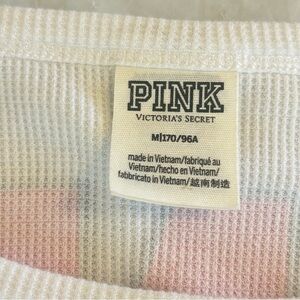 PINK
VICTORIA'S SECRET
M|170/96A
made in Vietnam/fabriqué au
Vietnam/hecho en Vietnam/
fabbricato in Vietnam/越南制造